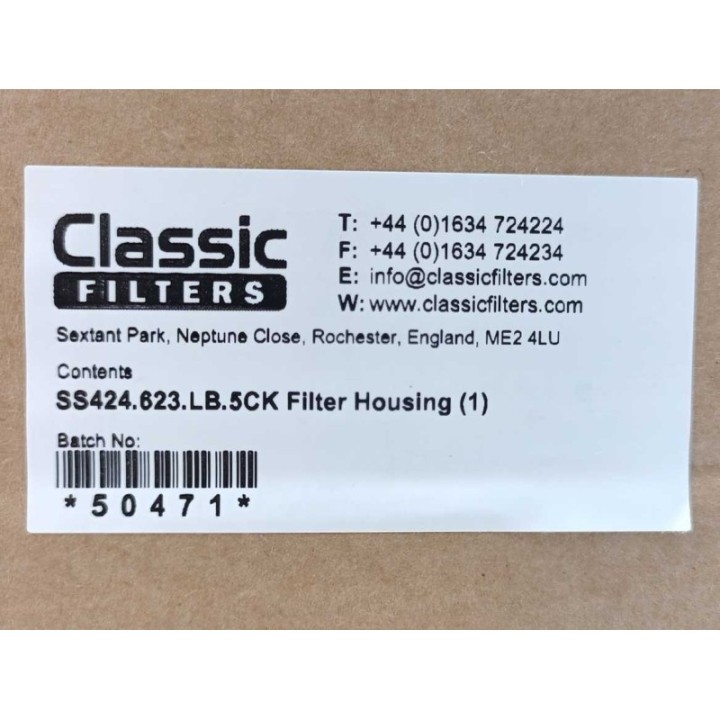 Classic
FILTERS
T: +44 (0)1634 724224
F: +44 (0)1634 724234
E: info@classicfilters.com
W: www.classicfilters.com
Sextant Park, Neptune Close, Rochester, England, ME2 4LU
Contents
SS424.623.LB.5CK Filter Housing (1)
Batch No:
*50471*